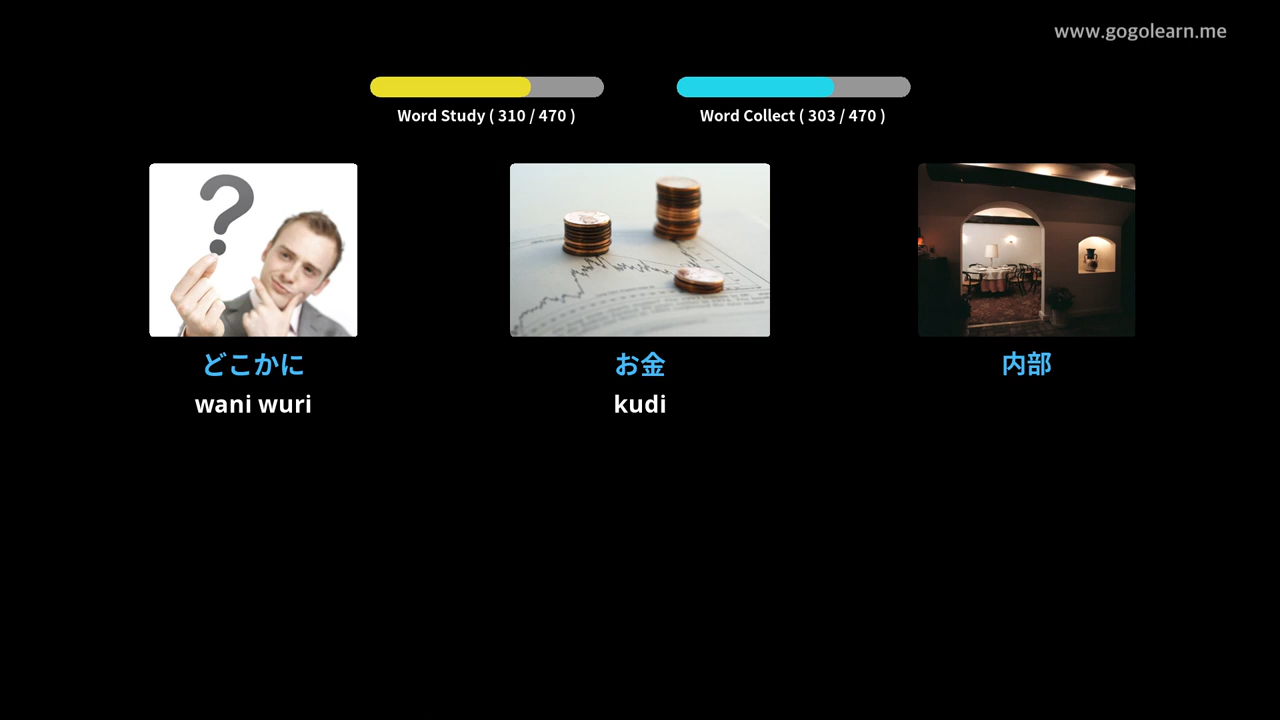 www.gogolearn.me
Word Study ( 310 / 470 )
Word Collect ( 303 / 470 )
どこかに
wani wuri
お金
kudi
内部